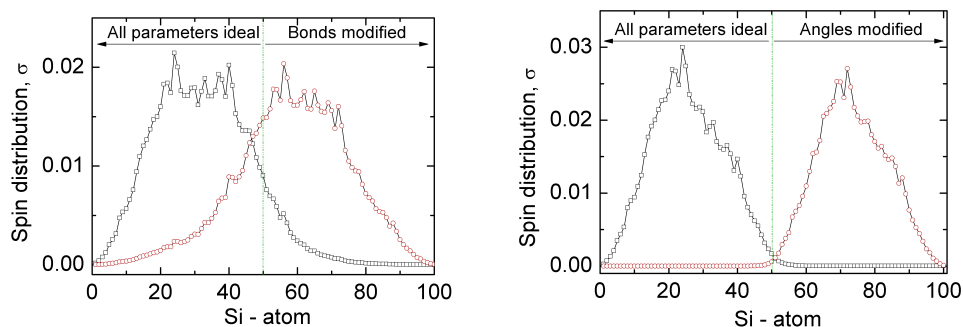 All parameters ideal Bonds modified
Spin distribution, σ
0.02
0.01
0.00
0 20 40 60 80 100
Si - atom
All parameters ideal Angles modified
Spin distribution, σ
0.03
0.02
0.01
0.00
0 20 40 60 80 100
Si - atom